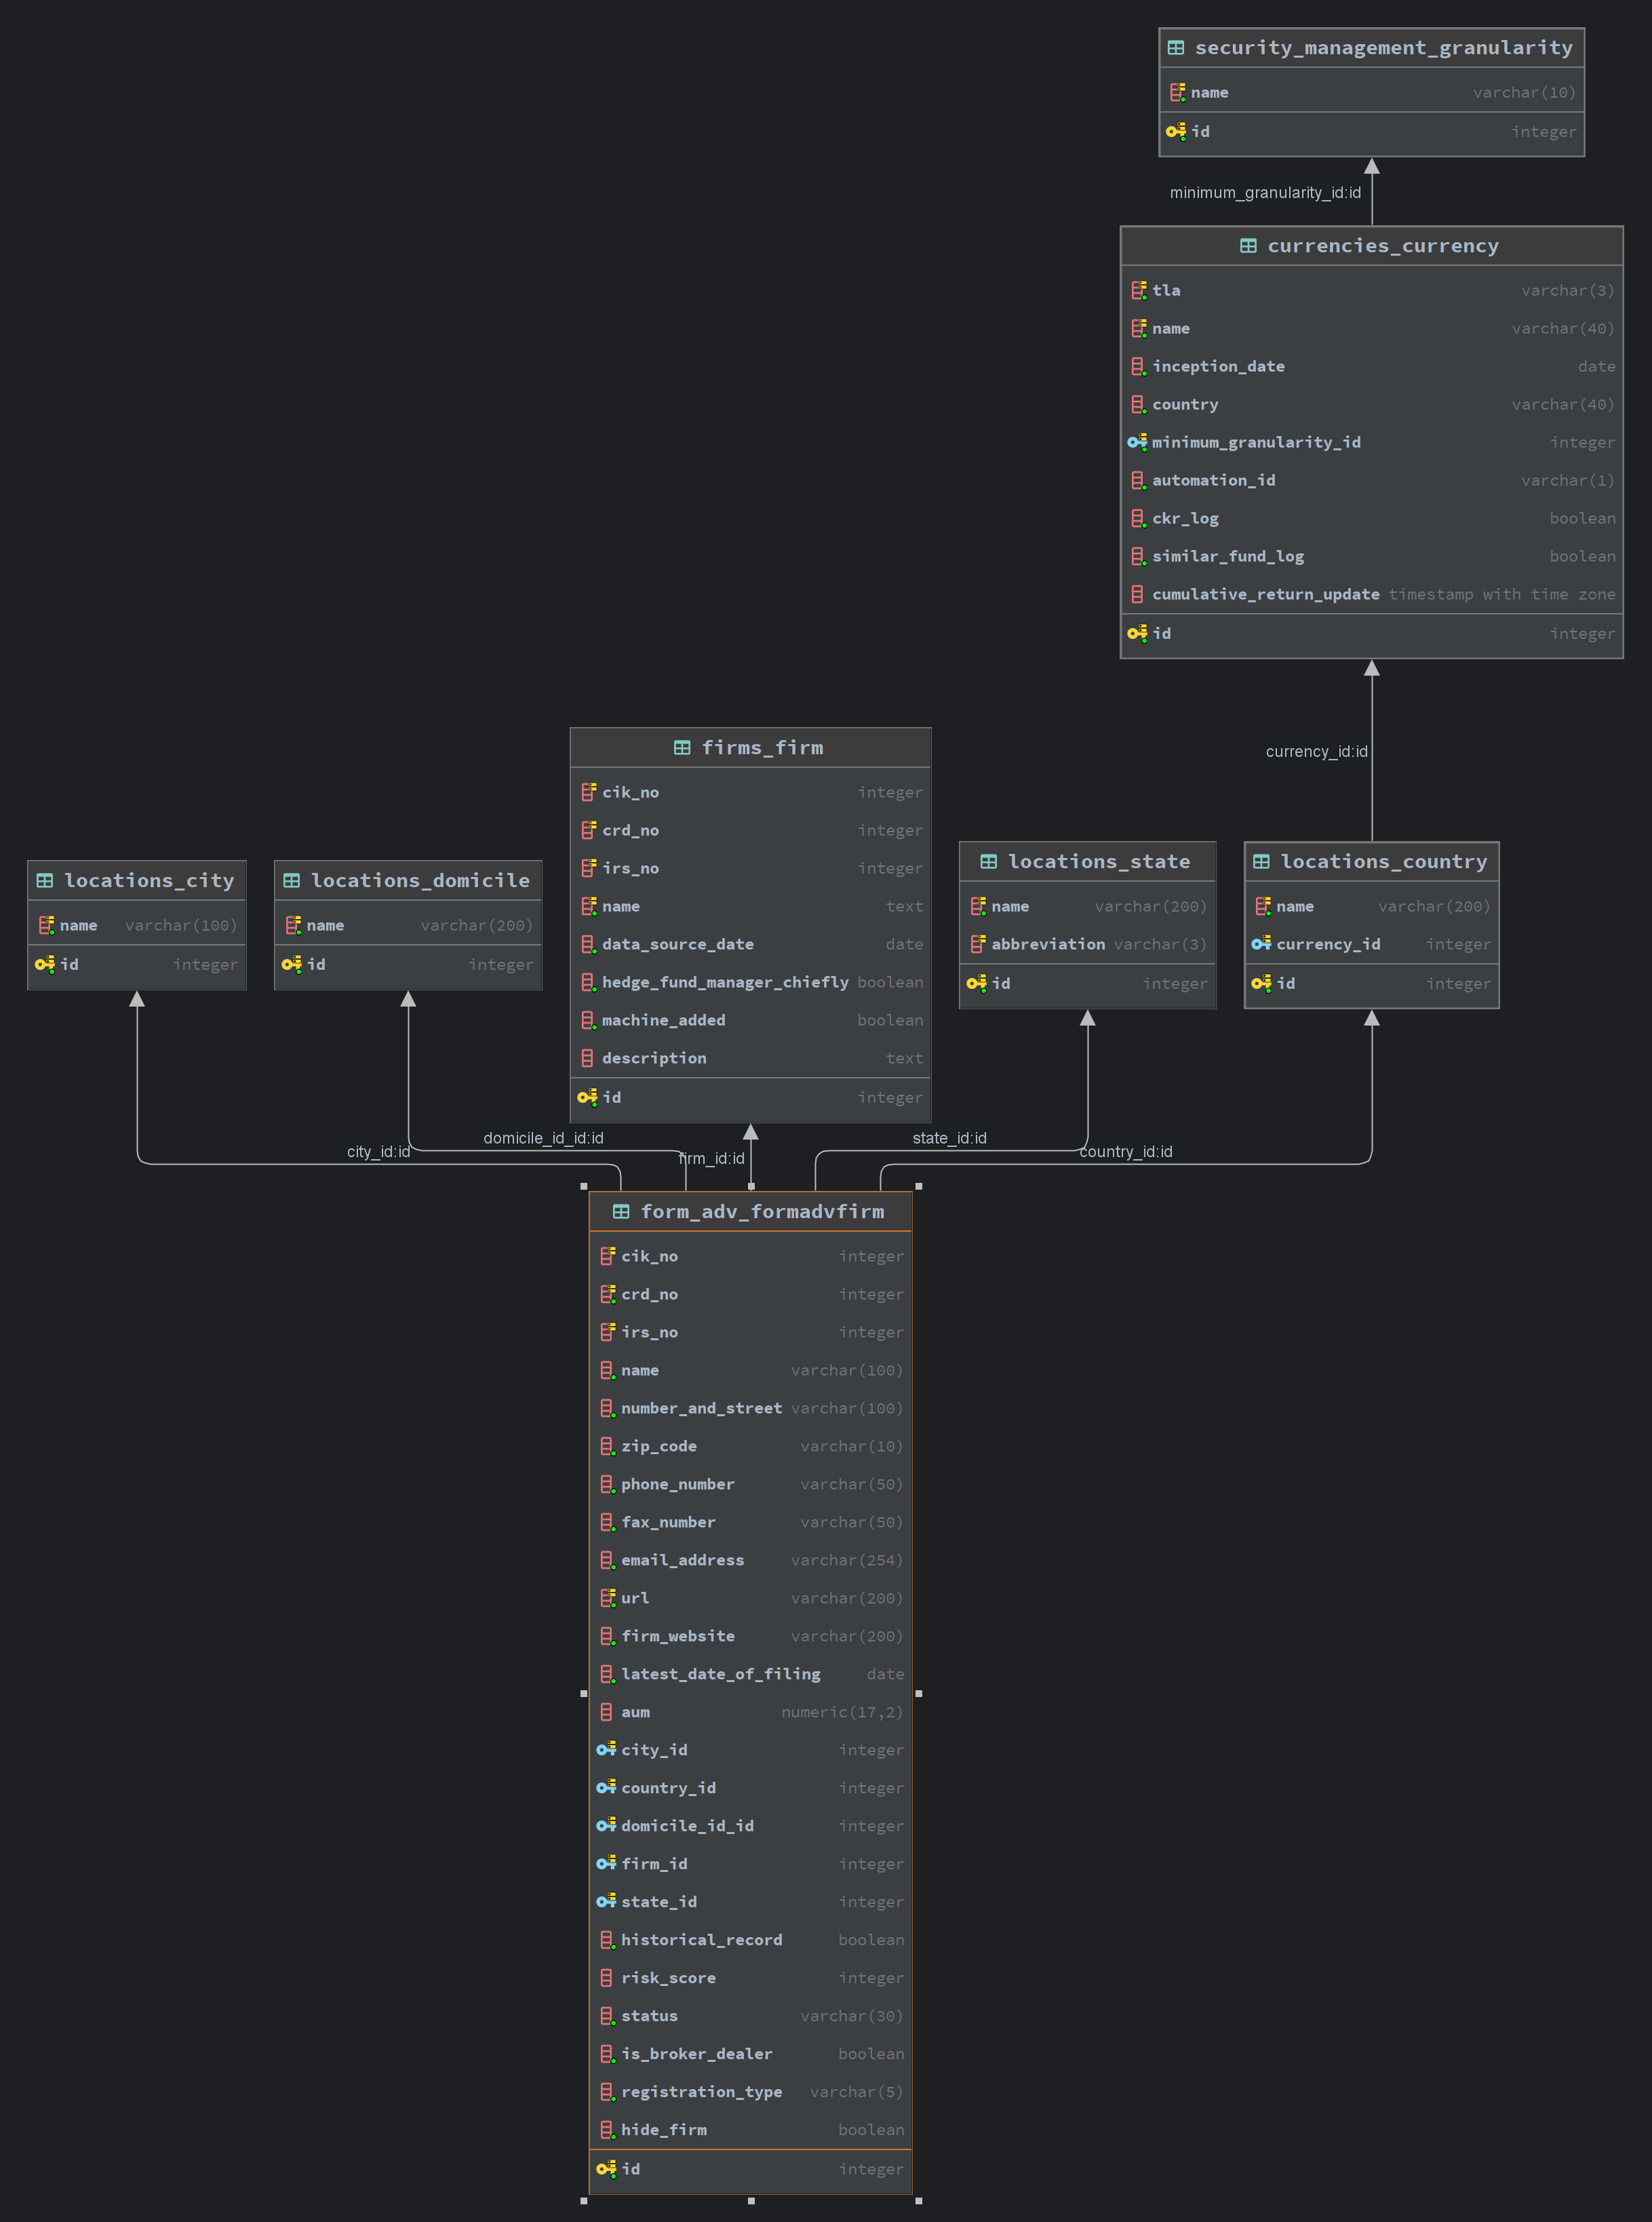 security_management_granularity
name varchar(10)
id integer
minimum_granularity_id:id
currencies_currency
tla varchar(3)
name varchar(40)
inception_date date
country varchar(40)
minimum_granularity_id integer
automation_id varchar(1)
ckr_log boolean
similar_fund_log boolean
cumulative_return_update timestamp with time zone
id integer
currency_id:id
firms_firm
cik_no integer
crd_no integer
irs_no integer
name text
data_source_date date
hedge_fund_manager_chiefly boolean
machine_added boolean
description text
id integer
locations_city
name varchar(100)
id integer
locations_domicile
name varchar(200)
id integer
locations_state
name varchar(200)
abbreviation varchar(3)
id integer
locations_country
name varchar(200)
currency_id integer
id integer
city_id:id
domicile_id_id:id
firm_id:id
state_id:id
country_id:id
form_adv_formadvfirm
cik_no integer
crd_no integer
irs_no integer
name varchar(100)
number_and_street varchar(100)
zip_code varchar(10)
phone_number varchar(50)
fax_number varchar(50)
email_address varchar(254)
url varchar(200)
firm_website varchar(200)
latest_date_of_filing date
aum numeric(17,2)
city_id integer
country_id integer
domicile_id_id integer
firm_id integer
state_id integer
historical_record boolean
risk_score integer
status varchar(30)
is_broker_dealer boolean
registration_type varchar(5)
hide_firm boolean
id integer